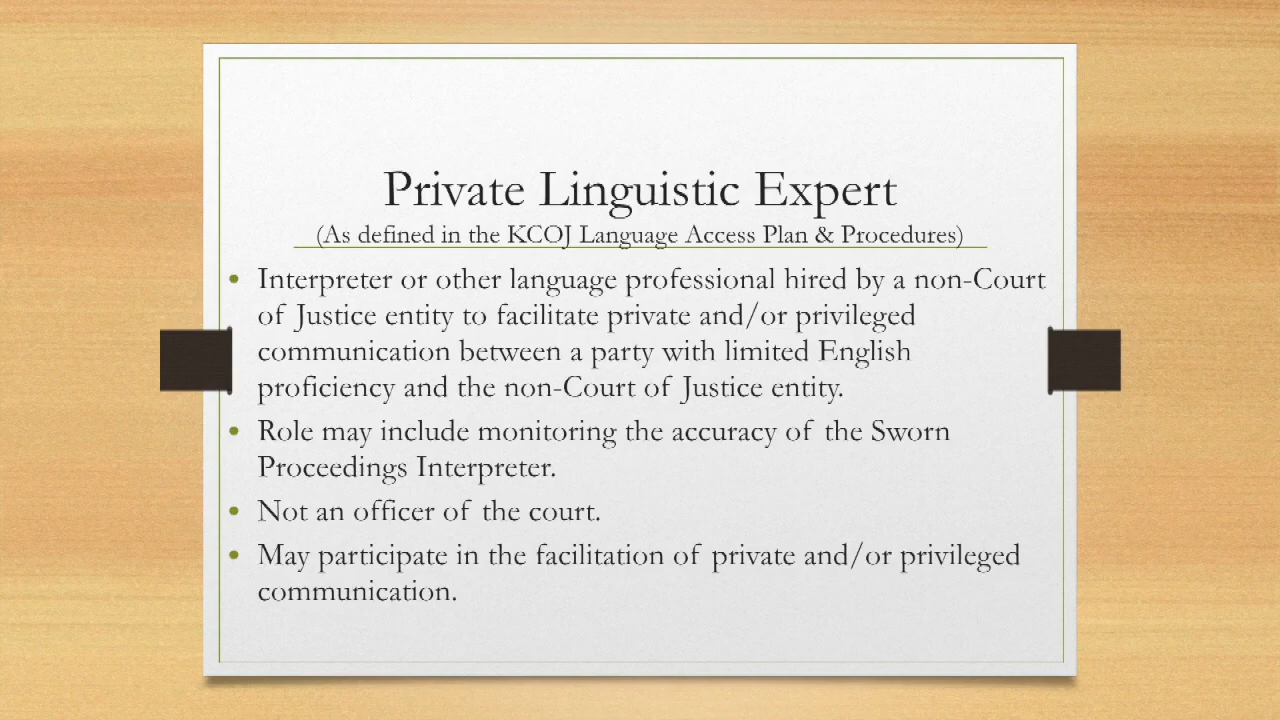 Private Linguistic Expert
(As defined in the KCOJ Language Access Plan & Procedures)
• Interpreter or other language professional hired by a non-Court
of Justice entity to facilitate private and/or privileged
communication between a party with limited English
proficiency and the non-Court of Justice entity.
• Role may include monitoring the accuracy of the Sworn
Proceedings Interpreter.
• Not an officer of the court.
• May participate in the facilitation of private and/or privileged
communication.